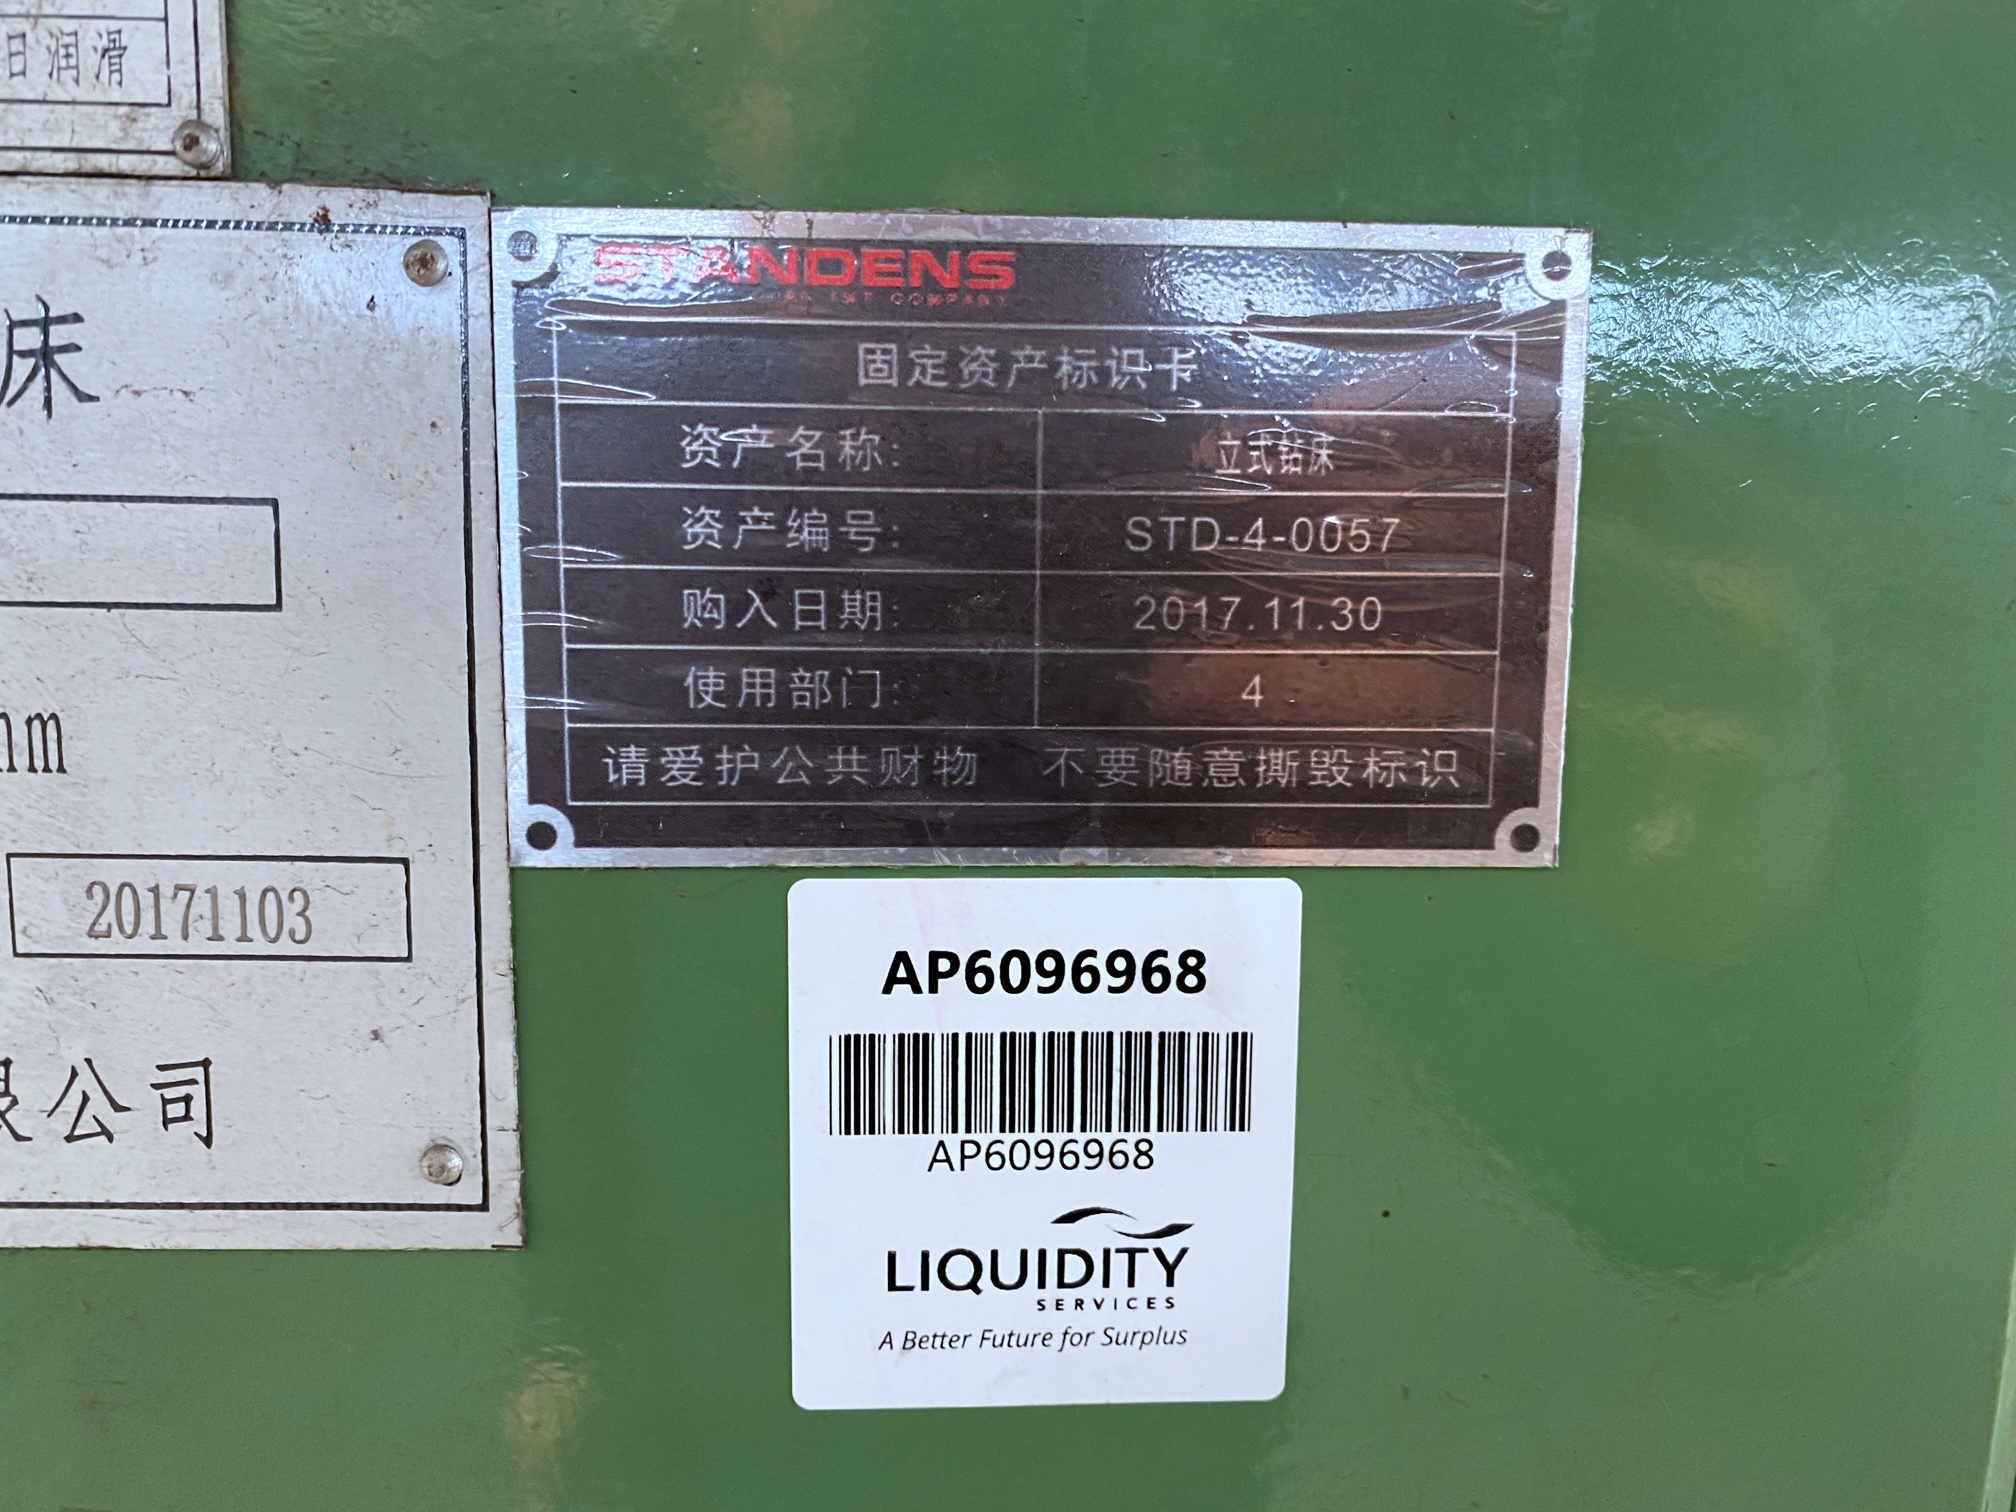 日润滑
床
mm
20171103
限公司
STANDENS
AN IST COMPANY
固定资产标识卡
资产名称: 立式钻床
资产编号: STD-4-0057
购入日期: 2017.11.30
使用部门: 4
请爱护公共财物 不要随意撕毁标识
AP6096968
AP6096968
LIQUIDITY
SERVICES
A Better Future for Surplus